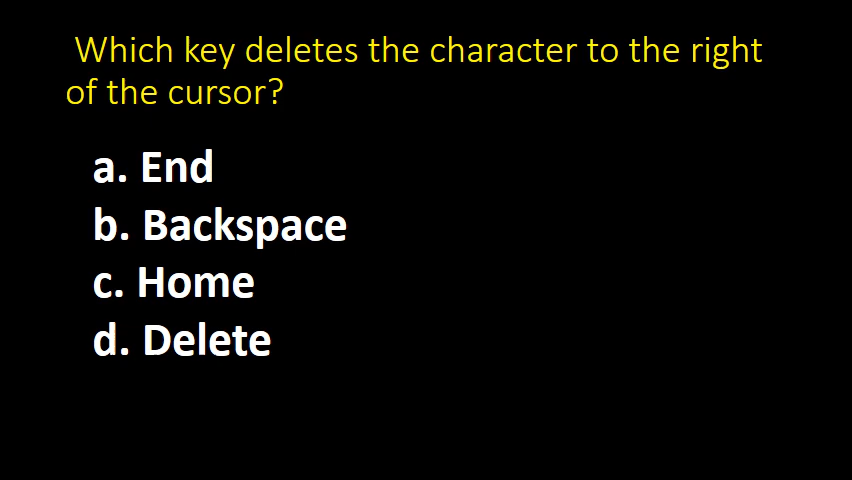 Which key deletes the character to the right
of the cursor?
a. End
b. Backspace
c. Home
d. Delete